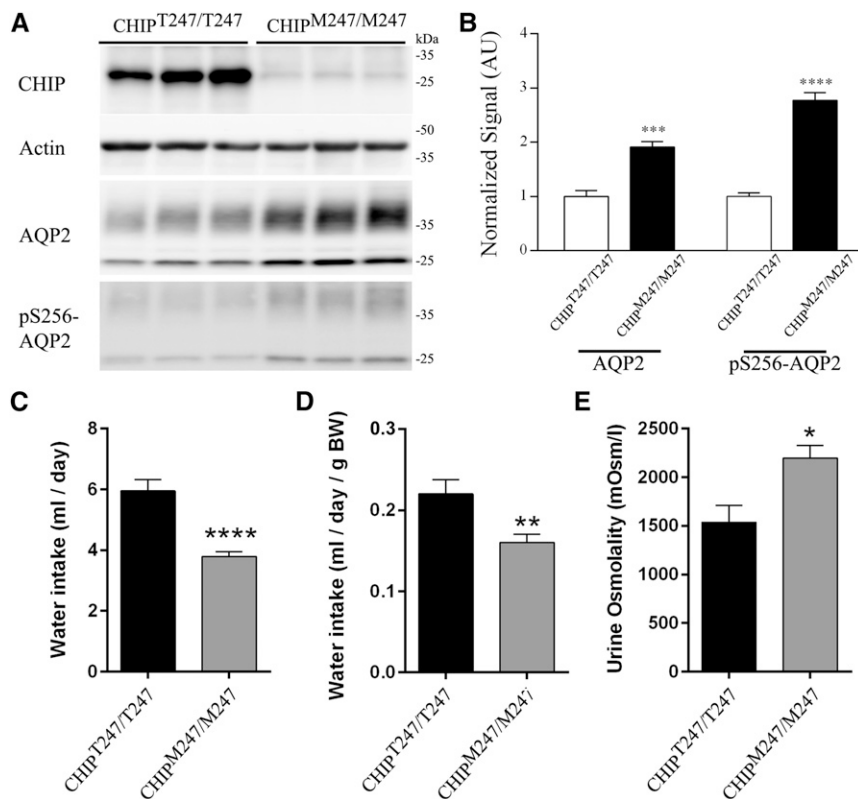 A
CHIPT247/T247 CHIPM247/M247
kDa
CHIP
-35
-25
Actin
-50
-35
AQP2
-35
-25
pS256-
AQP2
-35
-25
B
Normalized Signal (AU)
4
3
2
1
0
***
****
CHIPT247/T247
CHIPM247/M247
CHIPT247/T247
CHIPM247/M247
AQP2
pS256-AQP2
C
Water intake (ml / day)
8
6
4
2
0
****
CHIPT247/T247
CHIPM247/M247
D
Water intake (ml / day / g BW)
0.3
0.2
0.1
0.0
**
CHIPT247/T247
CHIPM247/M247
E
Urine Osmolality (mOsm/l)
2500
2000
1500
1000
500
0
*
CHIPT247/T247
CHIPM247/M247